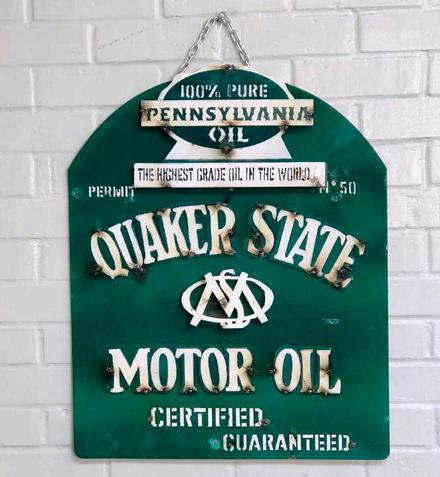 100% PURE
PENNSYLVANIA
OIL
THE HIGHEST GRADE OIL IN THE WORLD
PERMIT Nº 50
QUAKER STATE
MOTOR OIL
CERTIFIED
GUARANTEED